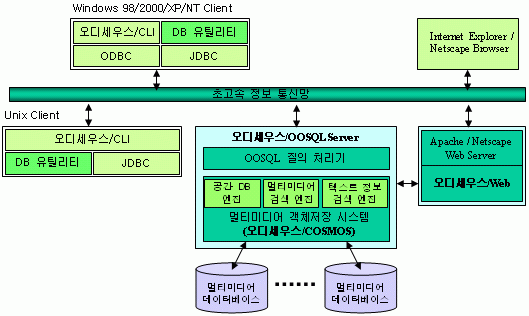 Windows 98/2000/XP/NT Client
오디세우스/CLI
DB 유틸리티
ODBC
JDBC
Internet Explorer /
Netscape Browser
초고속 정보 통신망
Unix Client
오디세우스/CLI
DB 유틸리티
JDBC
오디세우스/OOSQL Server
OOSQL 질의 처리기
공간 DB
엔진
멀티미디어
검색 엔진
텍스트 정보
검색 엔진
멀티미디어 객체저장 시스템
(오디세우스/COSMOS)
Apache / Netscape
Web Server
오디세우스/Web
멀티미디어
데이터베이스
......
멀티미디어
데이터베이스